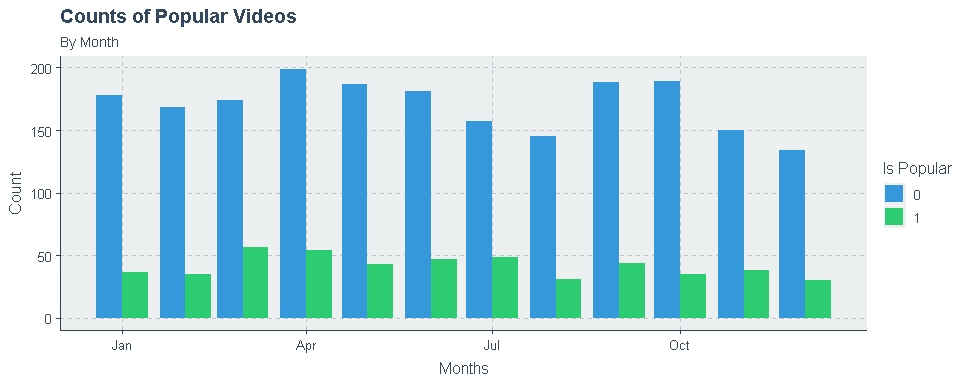 Counts of Popular Videos
By Month
200
150
100
50
0
Count
Jan Apr Jul Oct
Months
Is Popular
0
1